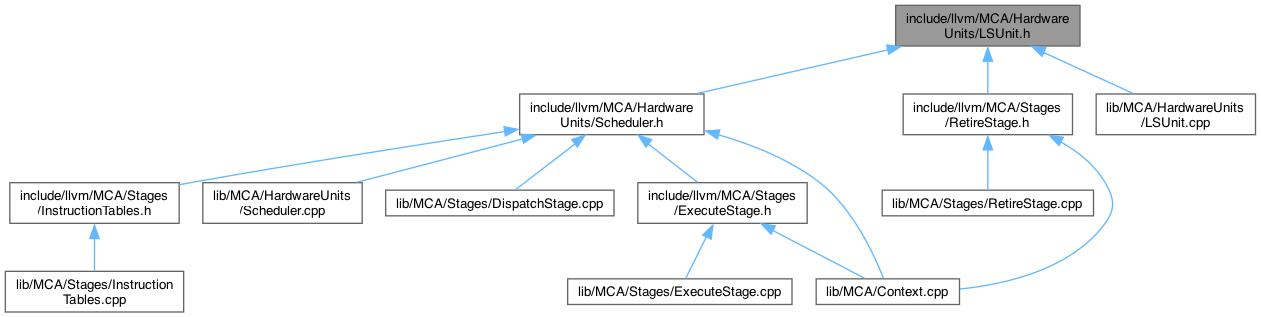 include/llvm/MCA/Hardware
Units/LSUnit.h
include/llvm/MCA/Hardware
Units/Scheduler.h
include/llvm/MCA/Stages
/RetireStage.h
lib/MCA/HardwareUnits
/LSUnit.cpp
include/llvm/MCA/Stages
/InstructionTables.h
lib/MCA/HardwareUnits
/Scheduler.cpp
lib/MCA/Stages/DispatchStage.cpp
include/llvm/MCA/Stages
/ExecuteStage.h
lib/MCA/Stages/RetireStage.cpp
lib/MCA/Stages/Instruction
Tables.cpp
lib/MCA/Stages/ExecuteStage.cpp
lib/MCA/Context.cpp